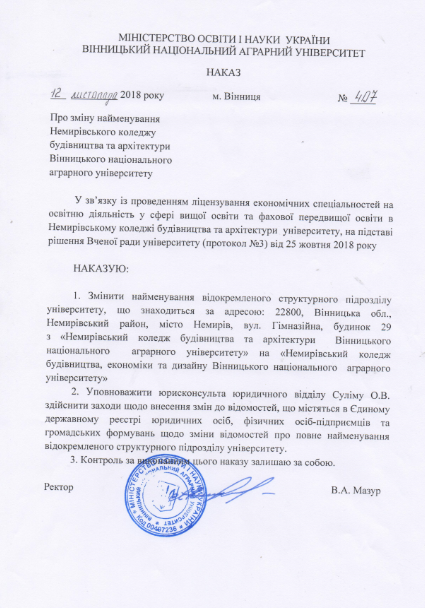 МІНІСТЕРСТВО ОСВІТИ І НАУКИ УКРАЇНИ
ВІННИЦЬКИЙ НАЦІОНАЛЬНИЙ АГРАРНИЙ УНІВЕРСИТЕТ
НАКАЗ
12 листопада 2018 року м. Вінниця № 407
Про зміну найменування
Немирівського коледжу
будівництва та архітектури
Вінницького національного
аграрного університету
У зв’язку із проведенням ліцензування економічних спеціальностей на
освітню діяльність у сфері вищої освіти та фахової передвищої освіти в
Немирівському коледжі будівництва та архітектури університету, на підставі
рішення Вченої ради університету (протокол №3) від 25 жовтня 2018 року
НАКАЗУЮ:
1. Змінити найменування відокремленого структурного підрозділу
університету, що знаходиться за адресою: 22800, Вінницька обл.,
Немирівський район, місто Немирів, вул. Гімназійна, будинок 29
з «Немирівський коледж будівництва та архітектури Вінницького
національного аграрного університету» на «Немирівський Коледж
будівництва, економіки та дизайну Вінницького національного аграрного
університету»
2. Уповноважити юрисконсульта юридичного відділу Суліму О.В.
здійснити заходи щодо внесення змін до відомостей, що містяться в Єдиному
державному реєстрі юридичних осіб, фізичних осіб-підприємців та
громадських формувань щодо зміни відомостей про повне найменування
відокремленого структурного підрозділу університету.
3. Контроль за виконанням цього наказу залишаю за собою.
Ректор В.А. Мазур